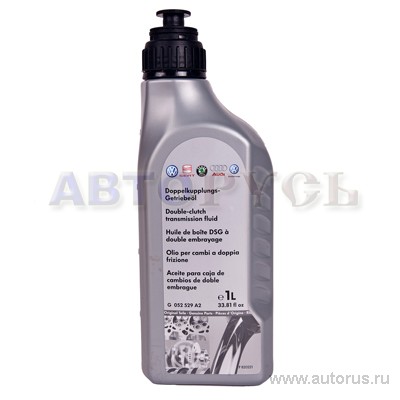 АВТОРУСЬ
Doppelkupplungs-
Getriebeöl
Double-clutch
transmission fluid
Huile de boîte DSG à
double embrayage
Olio per cambi a doppia
frizione
Aceite para caja de
cambios de doble
embrague
G 052 529 A2
1L
33.81 fl oz
© www.autorus.ru